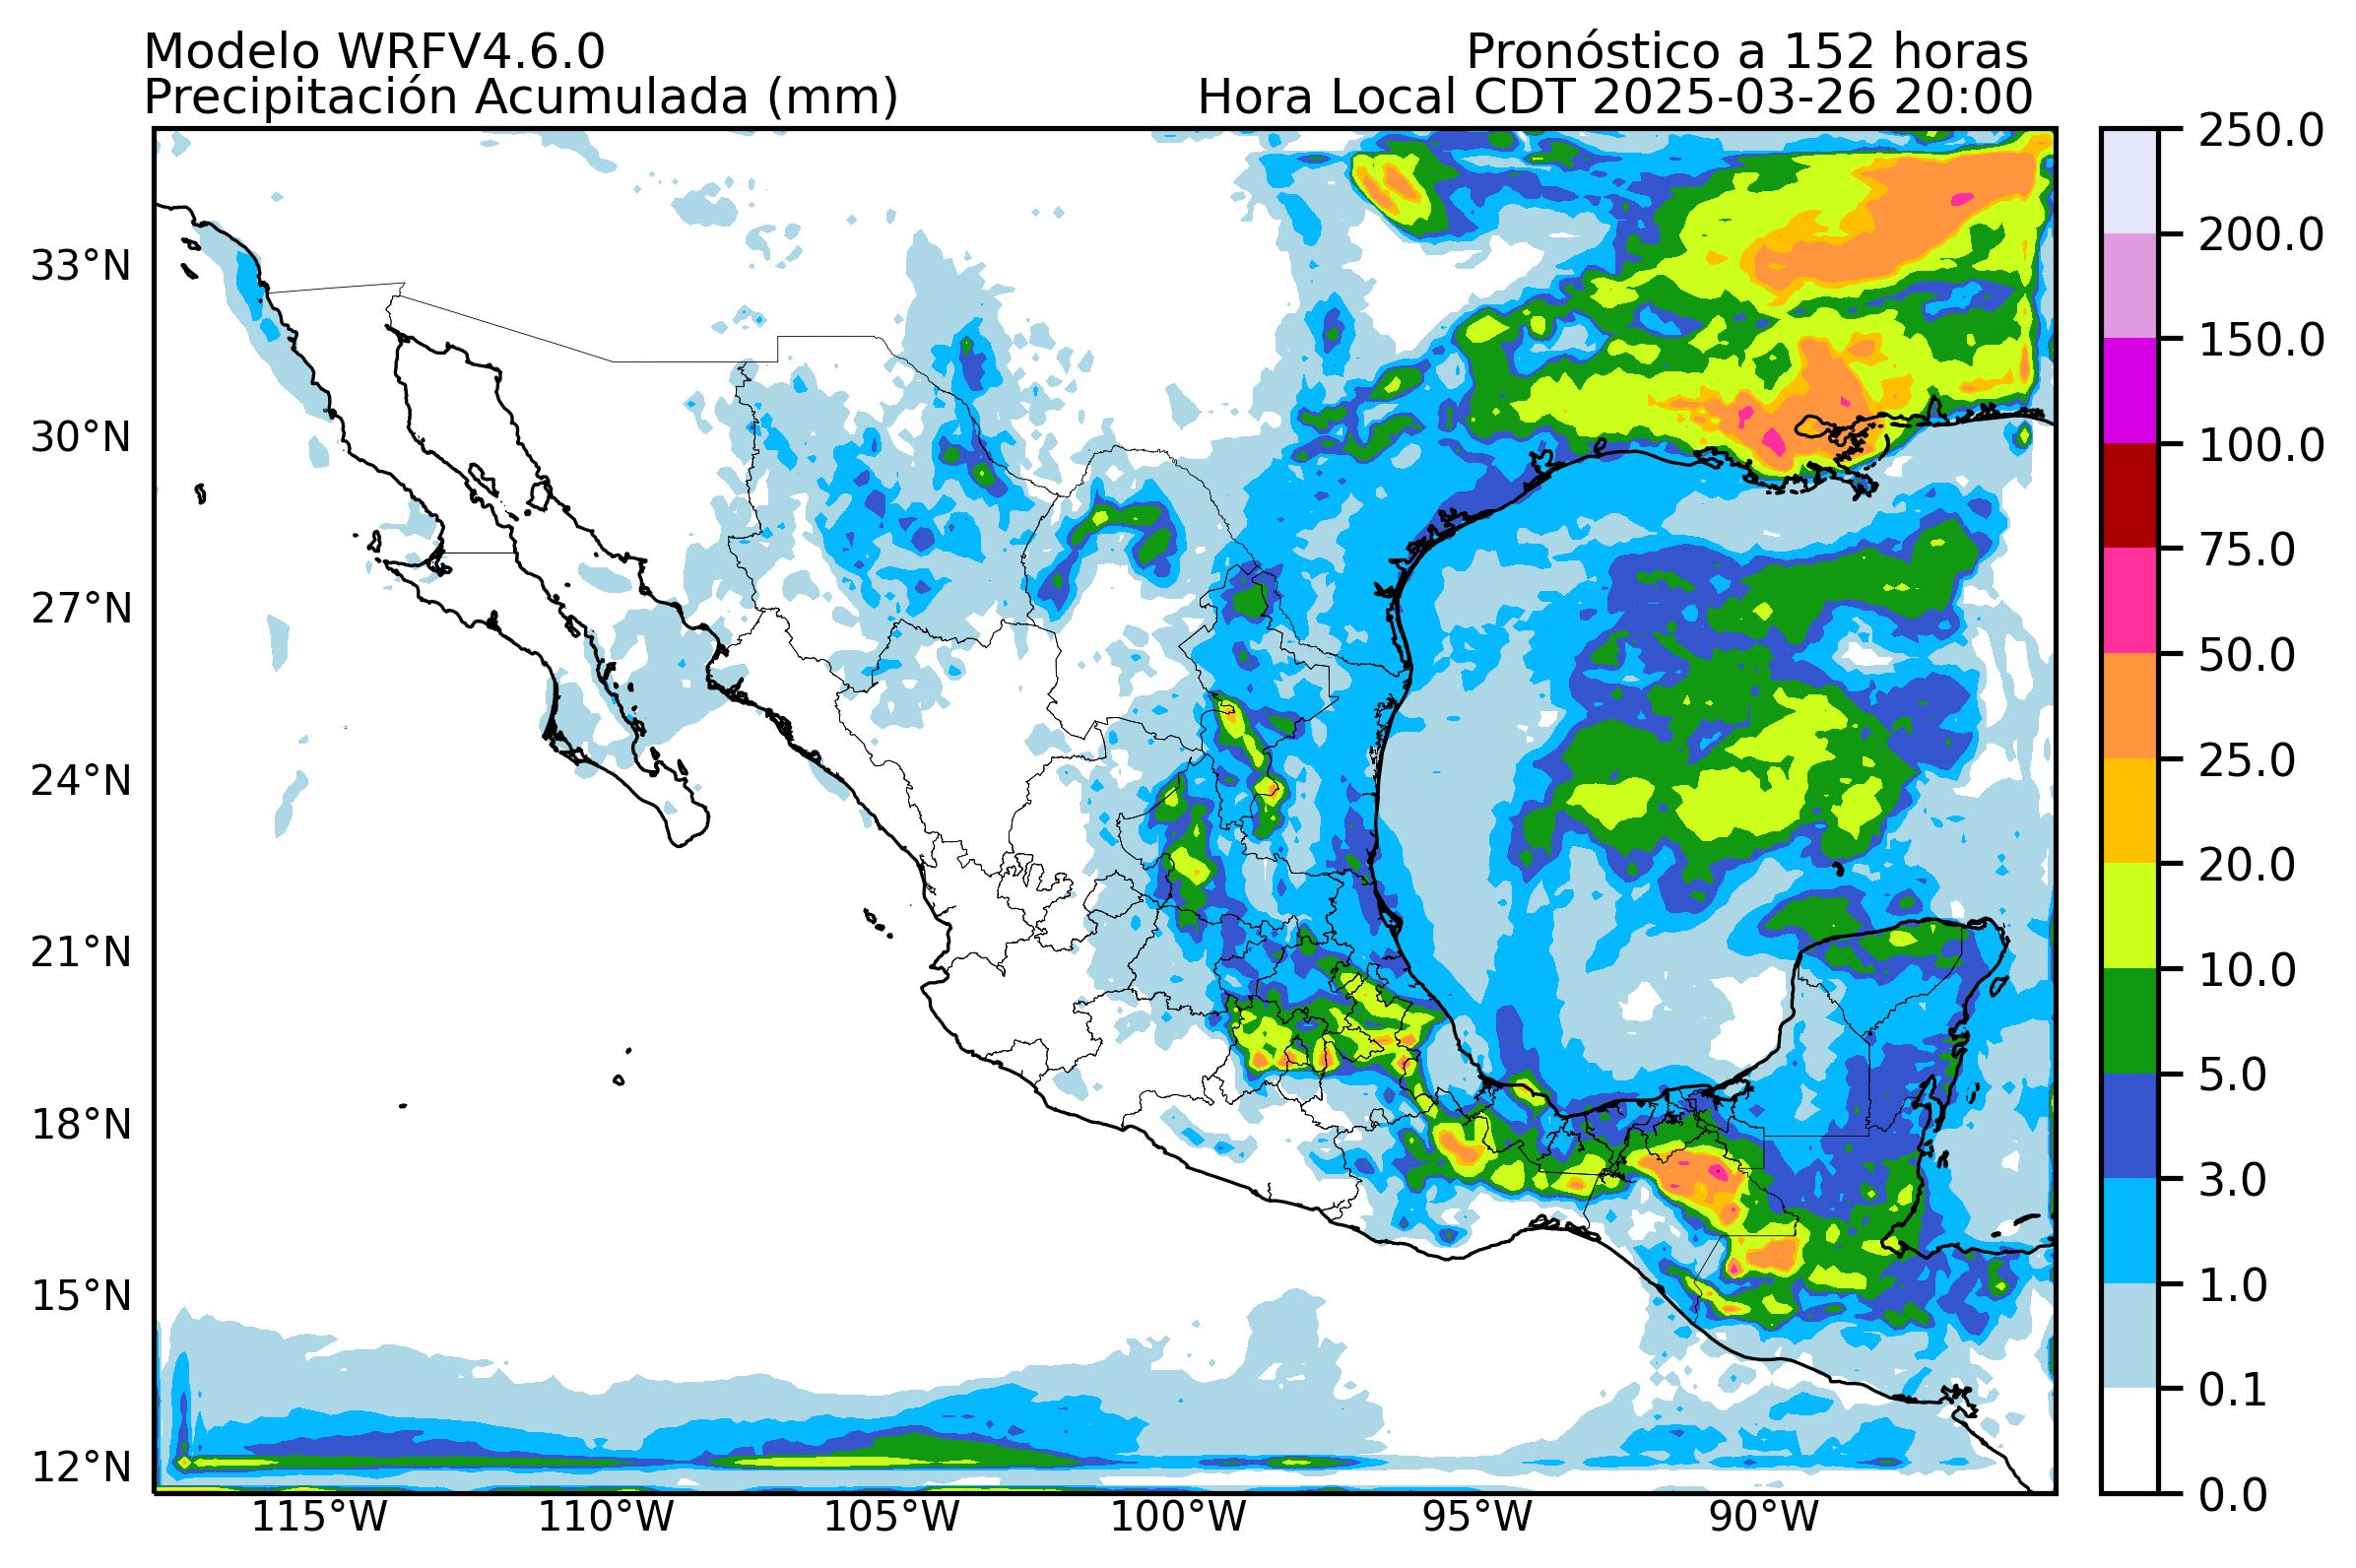 Modelo WRFV4.6.0
Pronóstico a 152 horas
Precipitación Acumulada (mm)
Hora Local CDT 2025-03-26 20:00
33°N
30°N
27°N
24°N
21°N
18°N
15°N
12°N
115°W
110°W
105°W
100°W
95°W
90°W
250.0
200.0
150.0
100.0
75.0
50.0
25.0
20.0
10.0
5.0
3.0
1.0
0.1
0.0